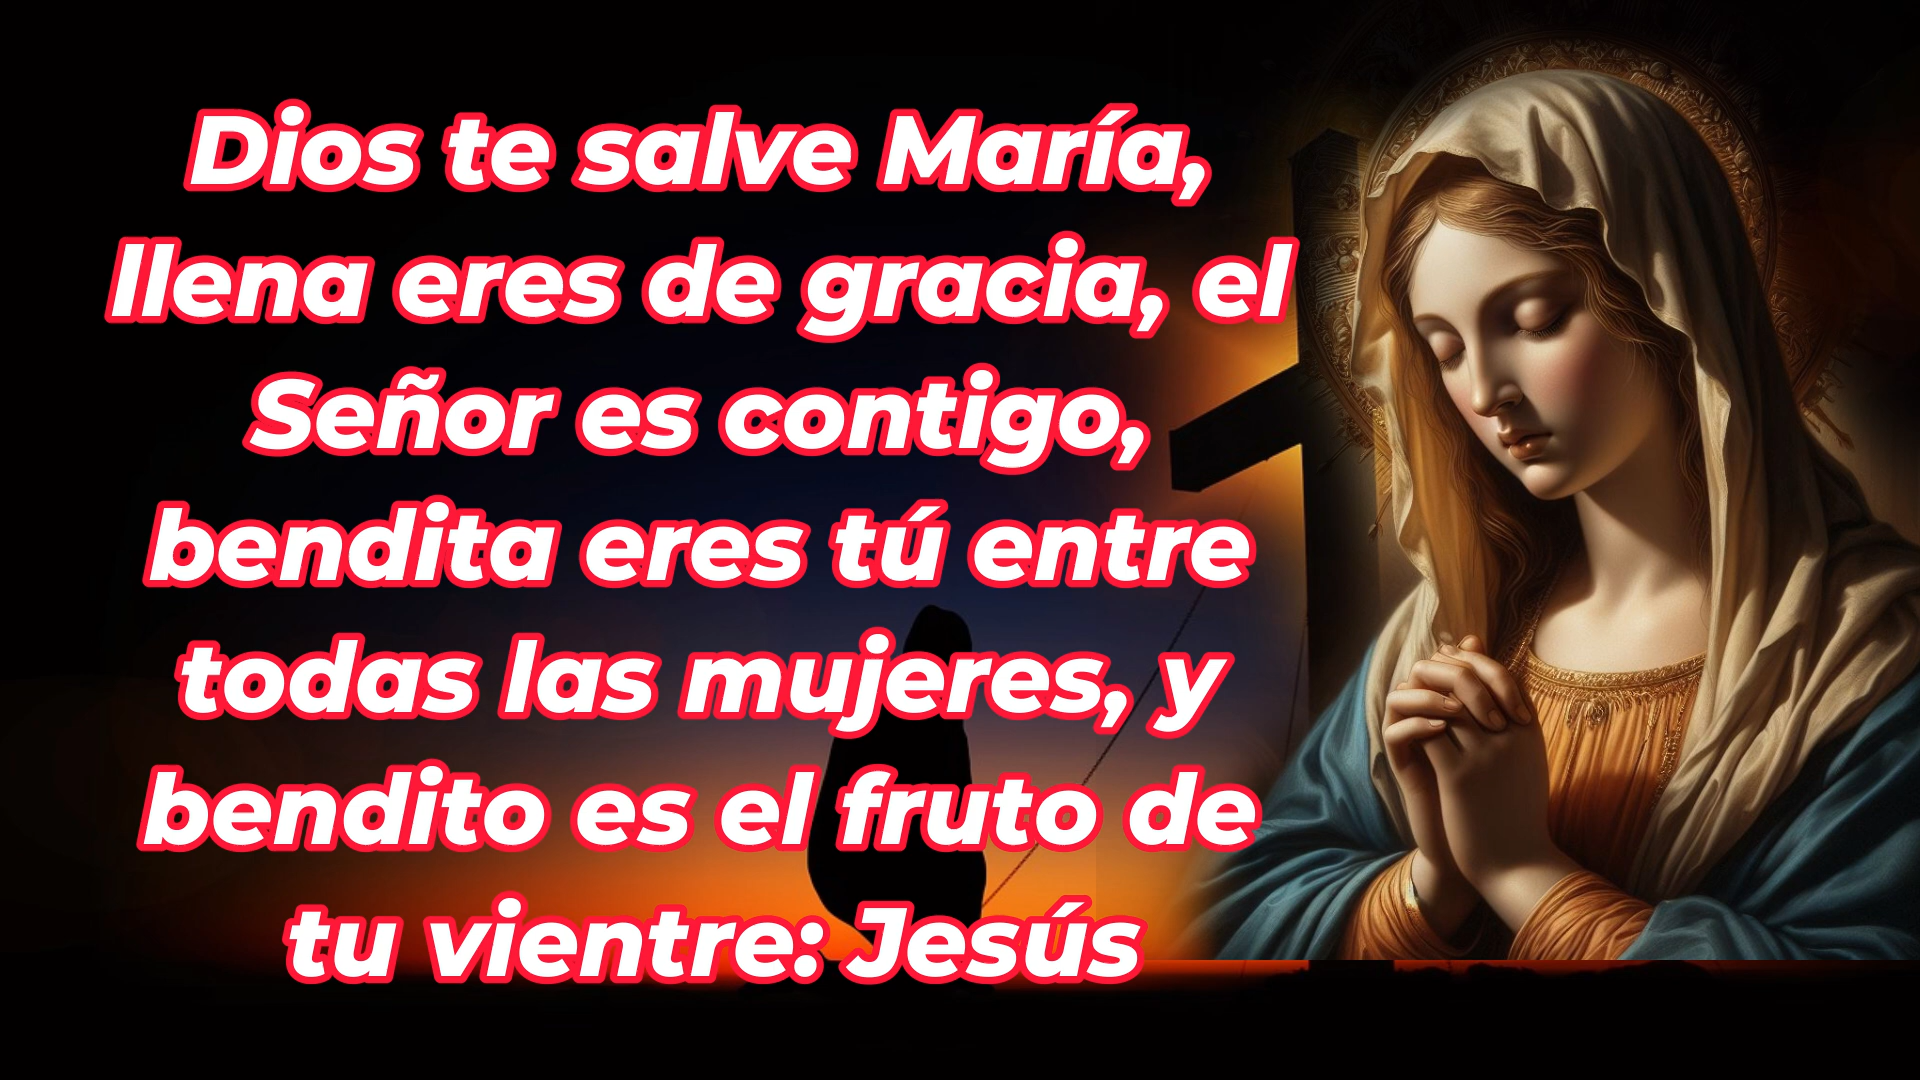 Dios te salve María,
llena eres de gracia, el
Señor es contigo,
bendita eres tú entre
todas las mujeres, y
bendito es el fruto de
tu vientre: Jesús